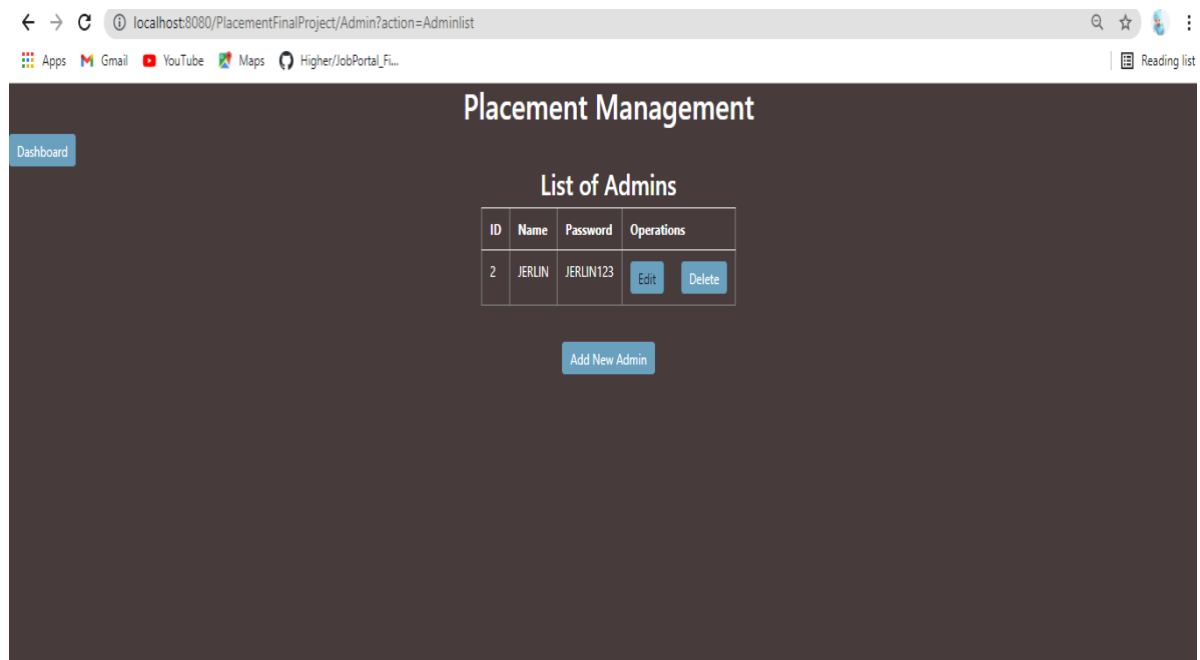 localhost:8080/PlacementFinalProject/Admin?action=Adminlist
Apps Gmail YouTube Maps Higher/JobPortal_Fi... Reading list
Placement Management
Dashboard
List of Admins
ID Name Password Operations
2 JERLIN JERLIN123 Edit Delete
Add New Admin